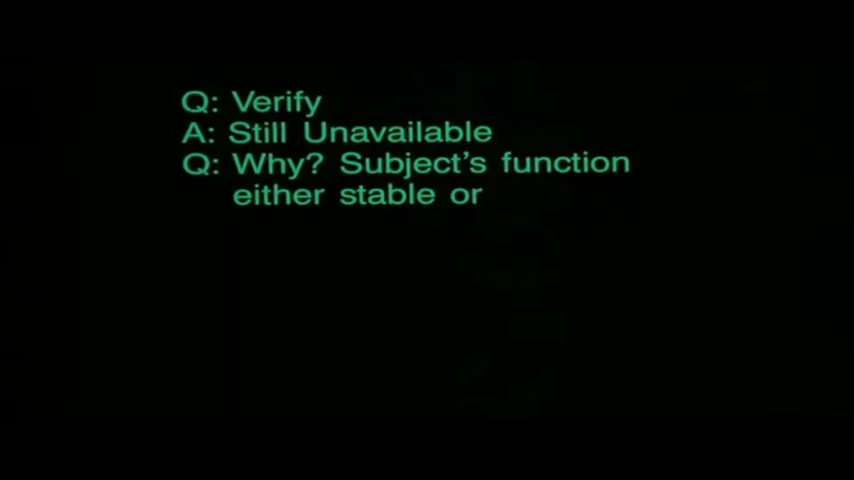 Q: Verify
A: Still Unavailable
Q: Why? Subject's function
either stable or